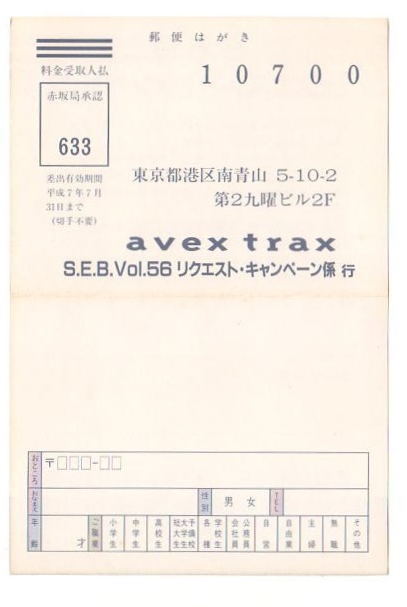 郵便はがき
10700
料金受取人払
赤坂局承認
633
差出有効期間
平成7年7月
31日まで
(切手不要)
東京都港区南青山 5-10-2
第2九曜ビル2F
avex trax
S.E.B.Vol.56 リクエスト・キャンペーン係 行
おところ 〒□□□-□□
おなまえ 性別 男 女 TEL
年齢 才 ご職業 小学生 中学生 高校生 短大生 大学生 予備校生 各種学校生 会社員 公務員 自営 自由業 主婦 無職 その他